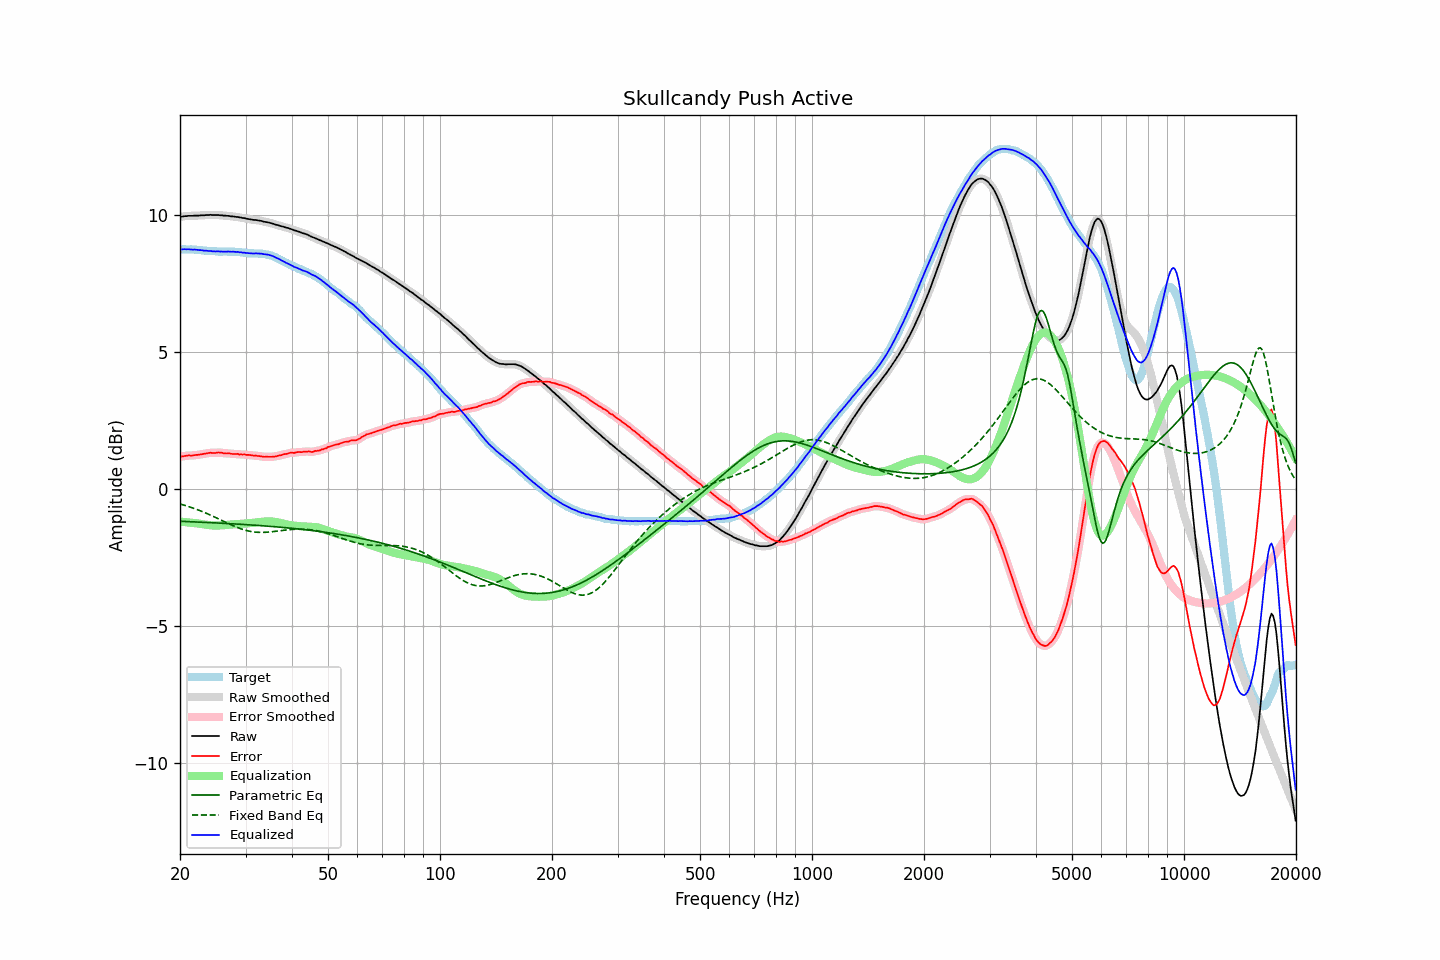 Skullcandy Push Active
Amplitude (dBr)
10
5
0
−5
−10
Target
Raw Smoothed
Error Smoothed
Raw
Error
Equalization
Parametric Eq
Fixed Band Eq
Equalized
20 50 100 200 500 1000 2000 5000 10000 20000
Frequency (Hz)